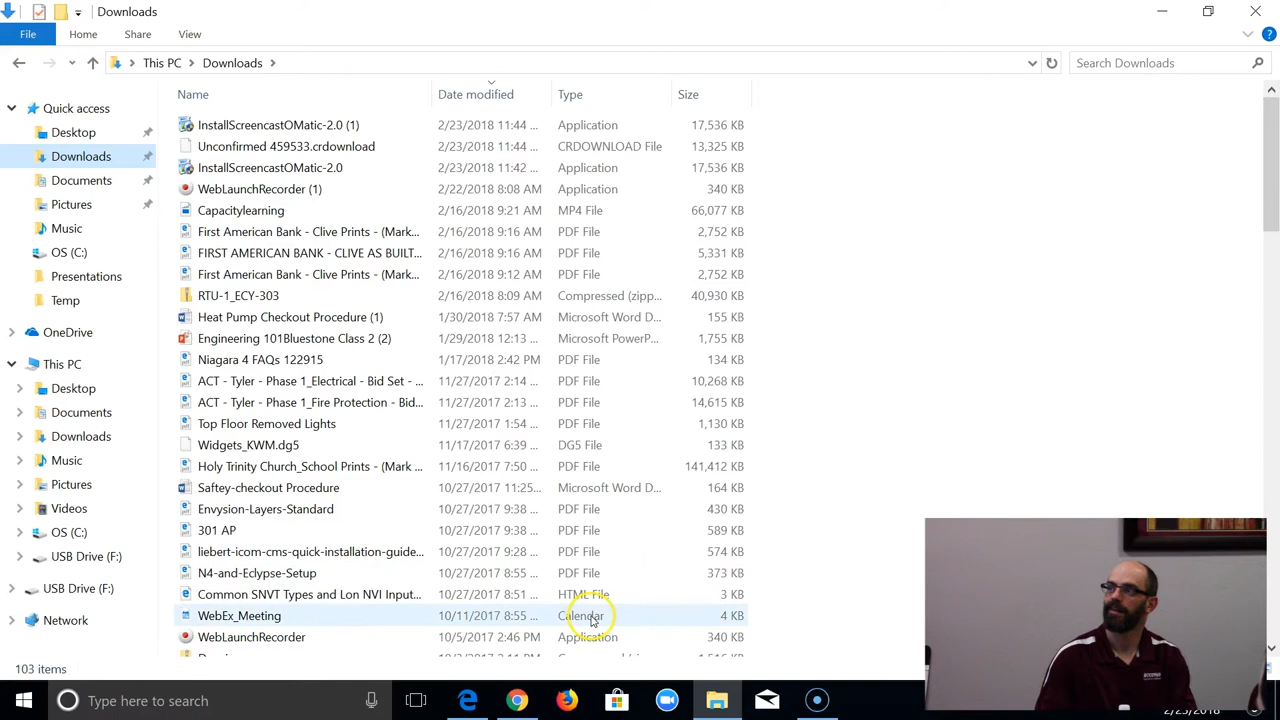 Downloads
File Home Share View
This PC Downloads Search Downloads
Name Date modified Type Size
InstallScreencastOMatic-2.0 (1) 2/23/2018 11:44 ... Application 17,536 KB
Unconfirmed 459533.crdownload 2/23/2018 11:44 ... CRDOWNLOAD File 13,325 KB
InstallScreencastOMatic-2.0 2/23/2018 11:42 ... Application 17,536 KB
WebLaunchRecorder (1) 2/22/2018 8:08 AM Application 340 KB
Capacitylearning 2/16/2018 9:21 AM MP4 File 66,077 KB
First American Bank - Clive Prints - (Mark... 2/16/2018 9:16 AM PDF File 2,752 KB
FIRST AMERICAN BANK - CLIVE AS BUILT... 2/16/2018 9:16 AM PDF File 5,331 KB
First American Bank - Clive Prints - (Mark... 2/16/2018 9:12 AM PDF File 2,752 KB
RTU-1_ECY-303 2/16/2018 8:09 AM Compressed (zipp... 40,930 KB
Heat Pump Checkout Procedure (1) 1/30/2018 7:57 AM Microsoft Word D... 155 KB
Engineering 101Bluestone Class 2 (2) 1/29/2018 12:13 ... Microsoft PowerP... 1,755 KB
Niagara 4 FAQs 122915 1/17/2018 2:42 PM PDF File 134 KB
ACT - Tyler - Phase 1_Electrical - Bid Set - ... 11/27/2017 2:14 ... PDF File 10,268 KB
ACT - Tyler - Phase 1_Fire Protection - Bid... 11/27/2017 2:13 ... PDF File 14,615 KB
Top Floor Removed Lights 11/27/2017 1:54 ... PDF File 1,130 KB
Widgets_KWM.dg5 11/17/2017 6:39 ... DG5 File 133 KB
Holy Trinity Church_School Prints - (Mark ... 11/16/2017 7:50 ... PDF File 141,412 KB
Saftey-checkout Procedure 10/27/2017 11:25... Microsoft Word D... 164 KB
Envysion-Layers-Standard 10/27/2017 9:38 ... PDF File 430 KB
301 AP 10/27/2017 9:38 ... PDF File 589 KB
liebert-icom-cms-quick-installation-guide... 10/27/2017 9:28 ... PDF File 574 KB
N4-and-Eclypse-Setup 10/27/2017 8:55 ... PDF File 373 KB
Common SNVT Types and Lon NVI Input... 10/27/2017 8:51 ... HTML File 3 KB
WebEx_Meeting 10/11/2017 8:55 ... Calendar 4 KB
WebLaunchRecorder 10/5/2017 2:46 PM Application 340 KB
Quick access
Desktop
Downloads
Documents
Pictures
Music
OS (C:)
Presentations
Temp
OneDrive
This PC
Desktop
Documents
Downloads
Music
Pictures
Videos
OS (C:)
USB Drive (F:)
USB Drive (F:)
Network
103 items
Type here to search
2/23/2018